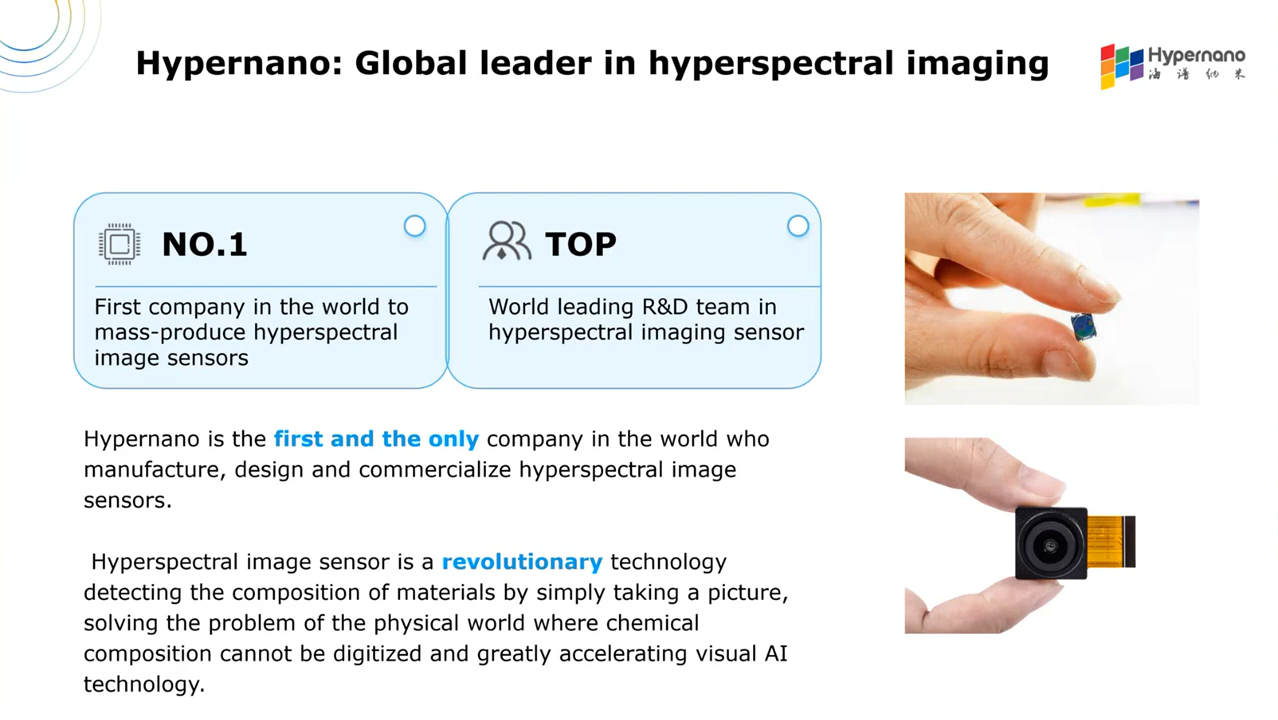 Hypernano: Global leader in hyperspectral imaging
Hypernano
海谱纳米
NO.1
First company in the world to
mass-produce hyperspectral
image sensors
TOP
World leading R&D team in
hyperspectral imaging sensor
Hypernano is the first and the only company in the world who
manufacture, design and commercialize hyperspectral image
sensors.
Hyperspectral image sensor is a revolutionary technology
detecting the composition of materials by simply taking a picture,
solving the problem of the physical world where chemical
composition cannot be digitized and greatly accelerating visual AI
technology.